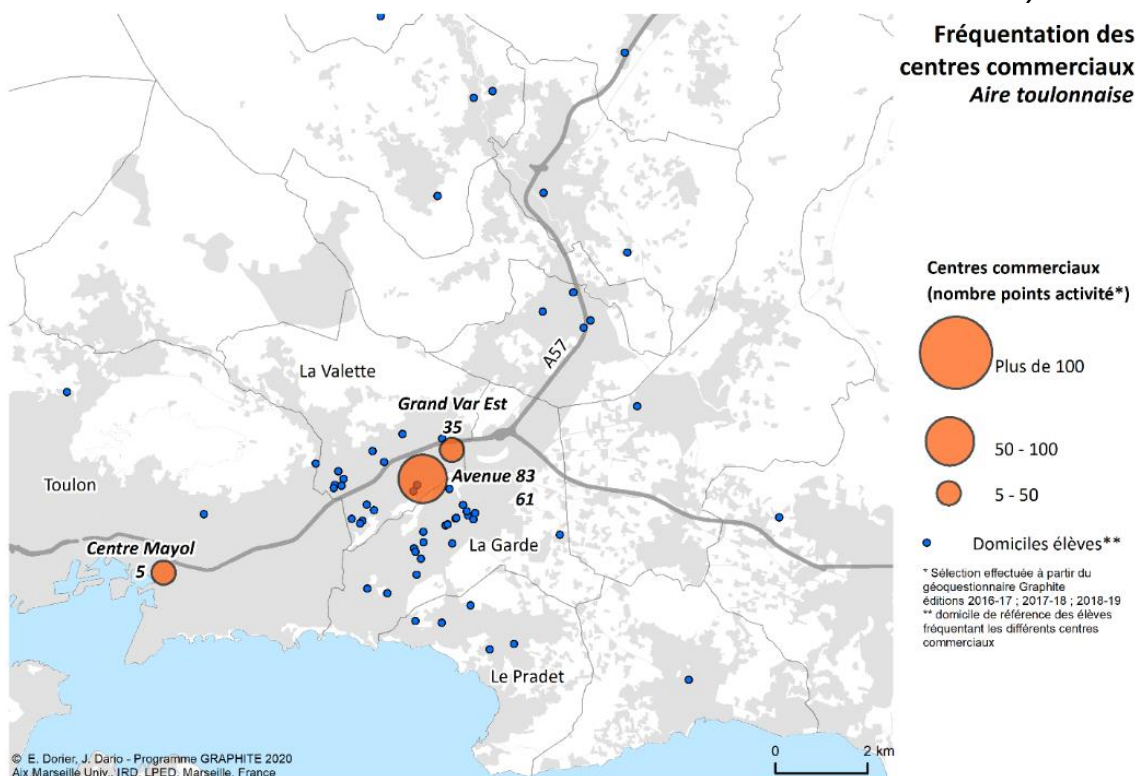 Fréquentation des
centres commerciaux
Aire toulonnaise
La Valette
A57
Grand Var Est
35
Avenue 83
61
Toulon
Centre Mayol
5
La Garde
Le Pradet
0 2 km
© E. Dorier, J. Dario - Programme GRAPHITE 2020
Aix Marseille Univ., IRD, LPED, Marseille, France
Centres commerciaux
(nombre points activité*)
Plus de 100
50 - 100
5 - 50
Domiciles élèves**
* Sélection effectuée à partir du
géoquestionnaire Graphite
éditions 2016-17 ; 2017-18 ; 2018-19
** domicile de référence des élèves
fréquentant les différents centres
commerciaux